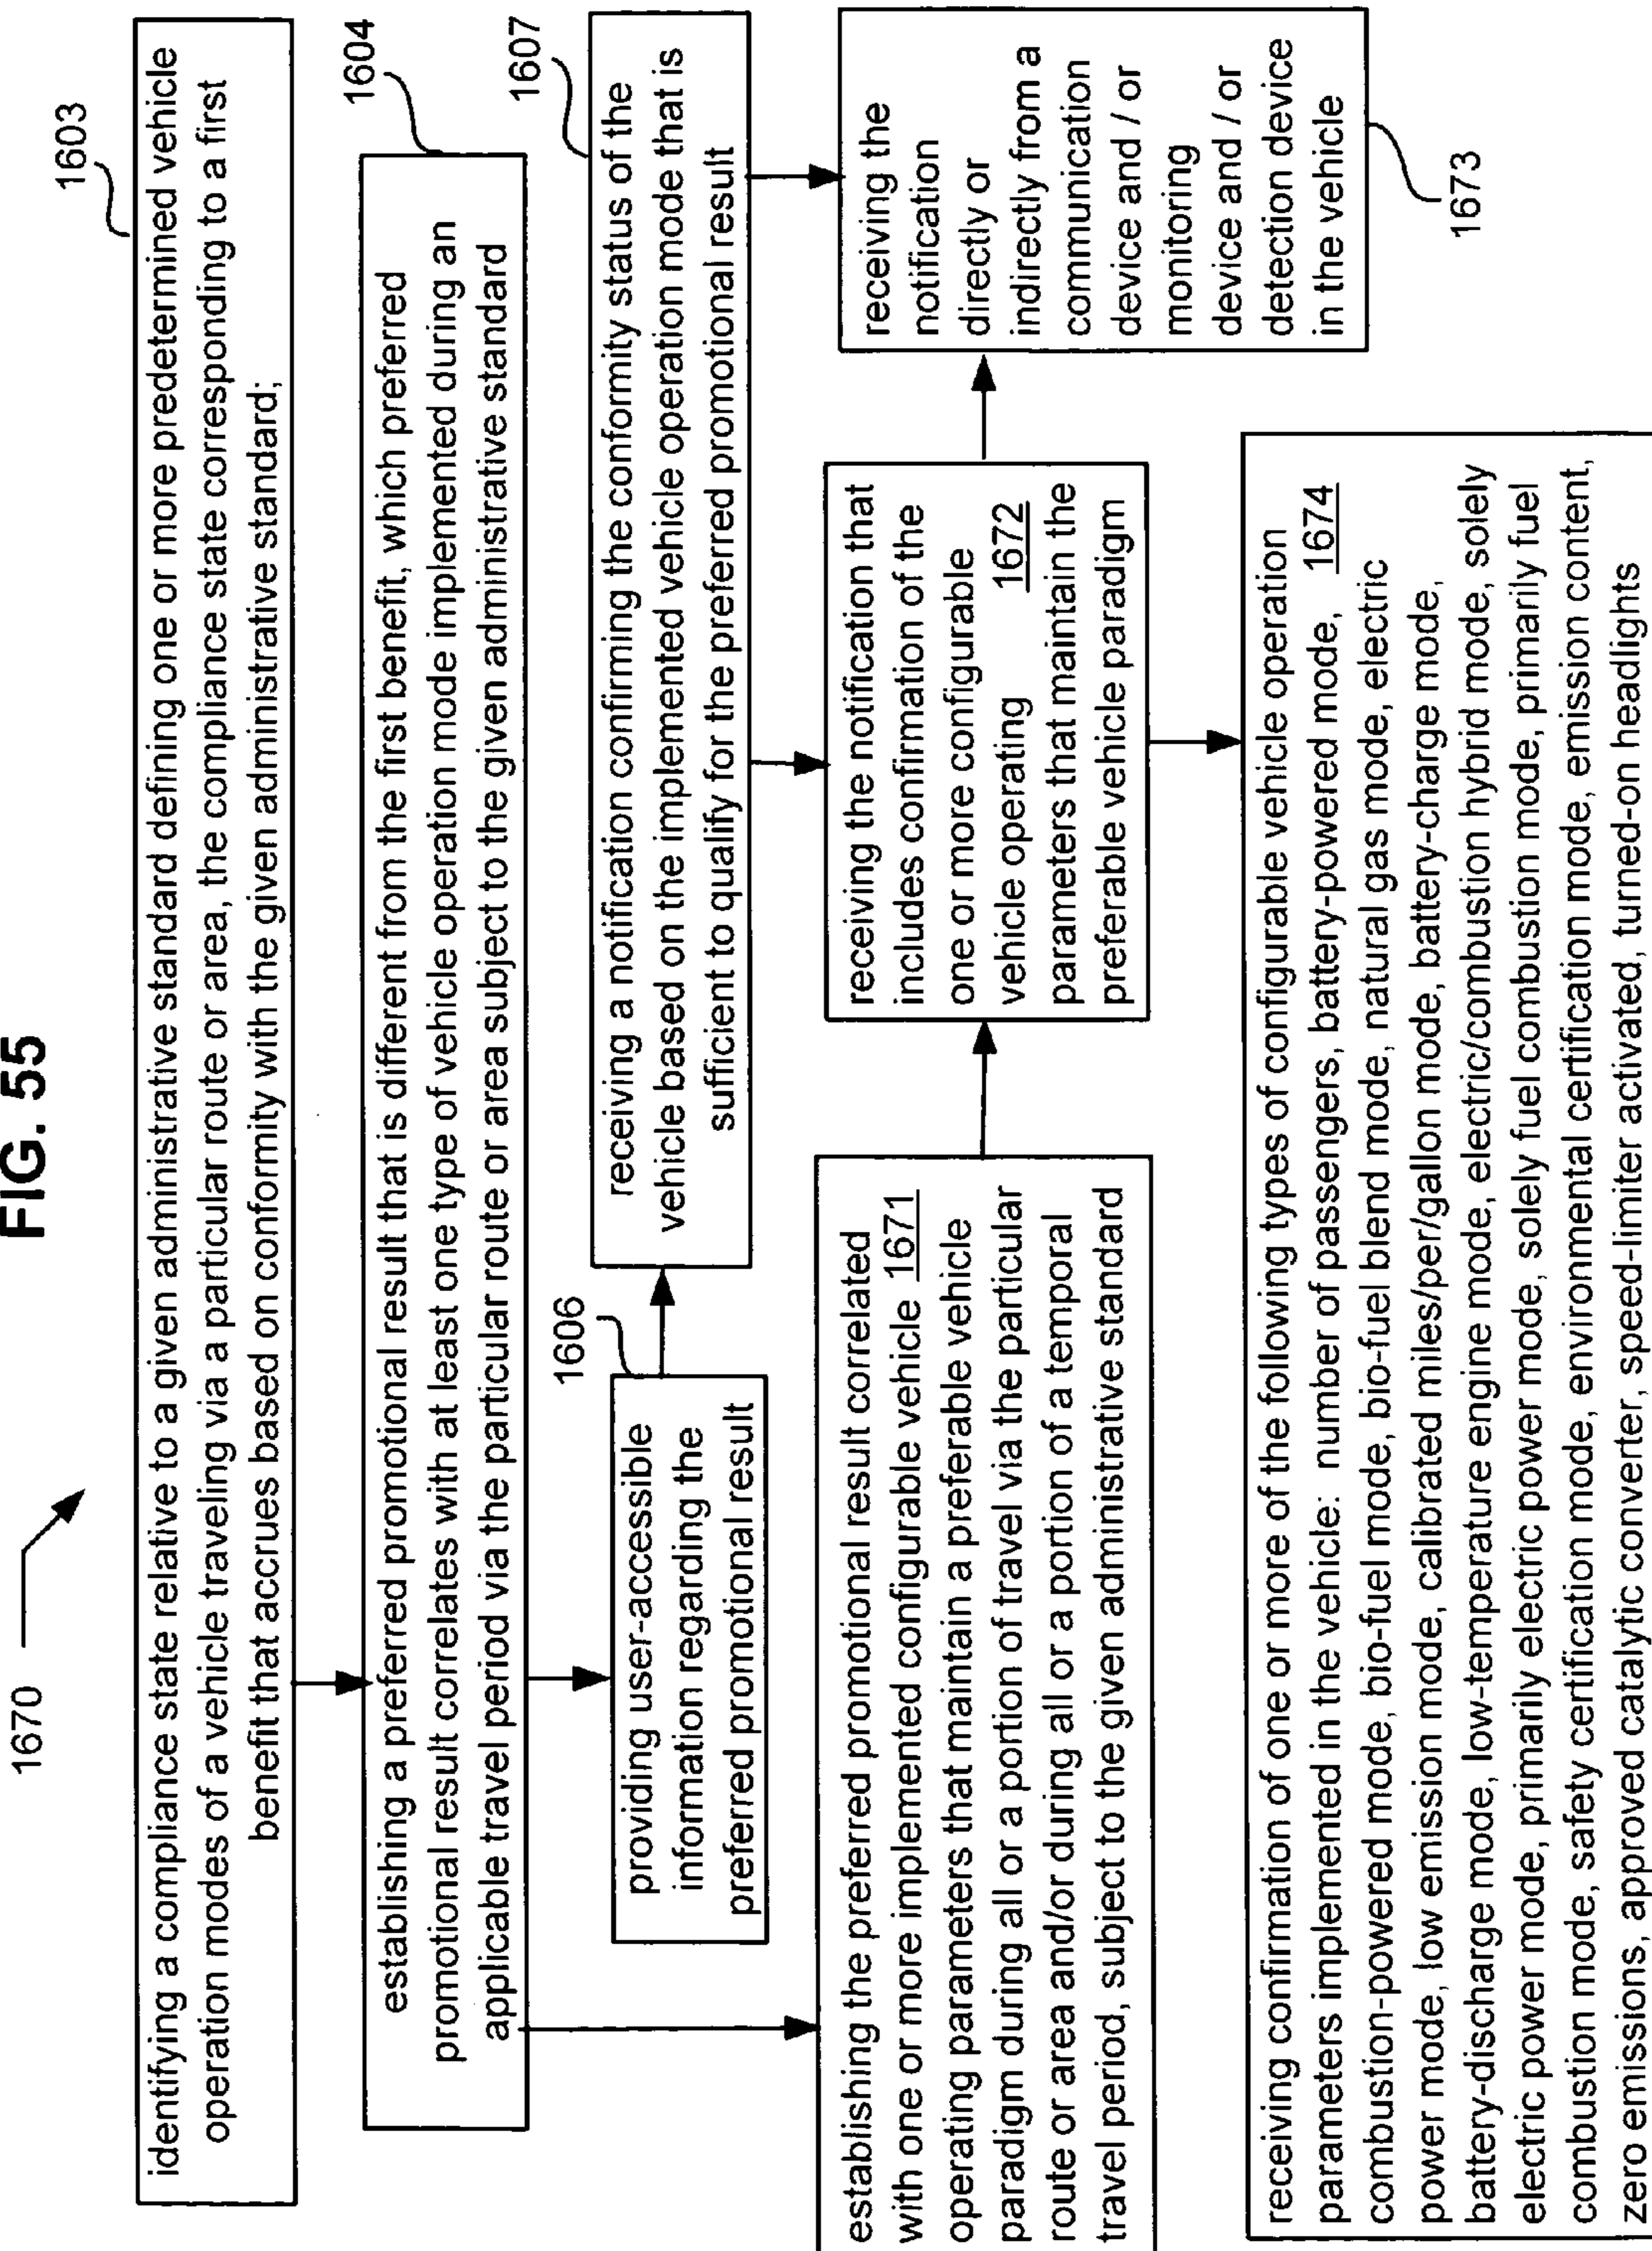 FIG. 55
1670
1603
identifying a compliance state relative to a given administrative standard defining one or more predetermined vehicle
operation modes of a vehicle traveling via a particular route or area, the compliance state corresponding to a first
benefit that accrues based on conformity with the given administrative standard;
1604
establishing a preferred promotional result that is different from the first benefit, which preferred
promotional result correlates with at least one type of vehicle operation mode implemented during an
applicable travel period via the particular route or area subject to the given administrative standard
1606
providing user-accessible
information regarding the
preferred promotional result
1607
receiving a notification confirming the conformity status of the
vehicle based on the implemented vehicle operation mode that is
sufficient to qualify for the preferred promotional result
establishing the preferred promotional result correlated
with one or more implemented configurable vehicle 1671
operating parameters that maintain a preferable vehicle
paradigm during all or a portion of travel via the particular
route or area and/or during all or a portion of a temporal
travel period, subject to the given administrative standard
receiving the notification that
includes confirmation of the
one or more configurable
vehicle operating 1672
parameters that maintain the
preferable vehicle paradigm
receiving the
notification
directly or
indirectly from a
communication
device and / or
monitoring
device and / or
detection device
in the vehicle
1673
receiving confirmation of one or more of the following types of configurable vehicle operation
parameters implemented in the vehicle: number of passengers, battery-powered mode, 1674
combustion-powered mode, bio-fuel mode, bio-fuel blend mode, natural gas mode, electric
power mode, low emission mode, calibrated miles/per/gallon mode, battery-charge mode,
battery-discharge mode, low-temperature engine mode, electric/combustion hybrid mode, solely
electric power mode, primarily electric power mode, solely fuel combustion mode, primarily fuel
combustion mode, safety certification mode, environmental certification mode, emission content,
zero emissions, approved catalytic converter, speed-limiter activated, turned-on headlights